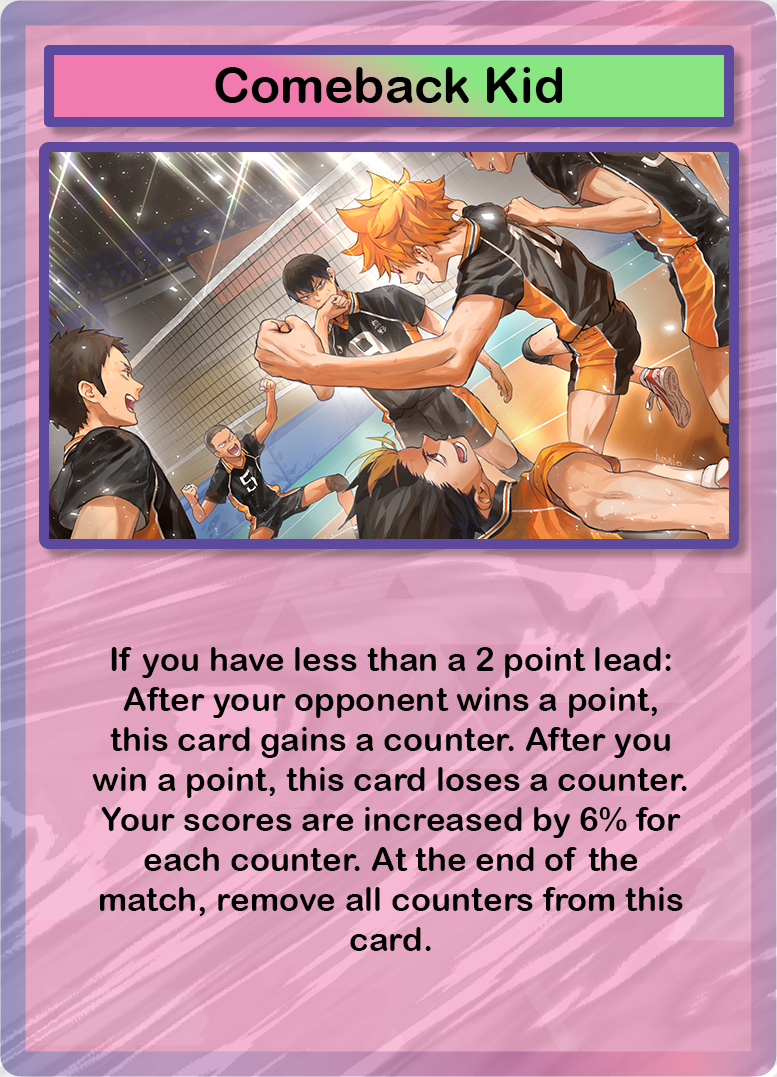 Comeback Kid
5
9
If you have less than a 2 point lead:
After your opponent wins a point,
this card gains a counter. After you
win a point, this card loses a counter.
Your scores are increased by 6% for
each counter. At the end of the
match, remove all counters from this
card.